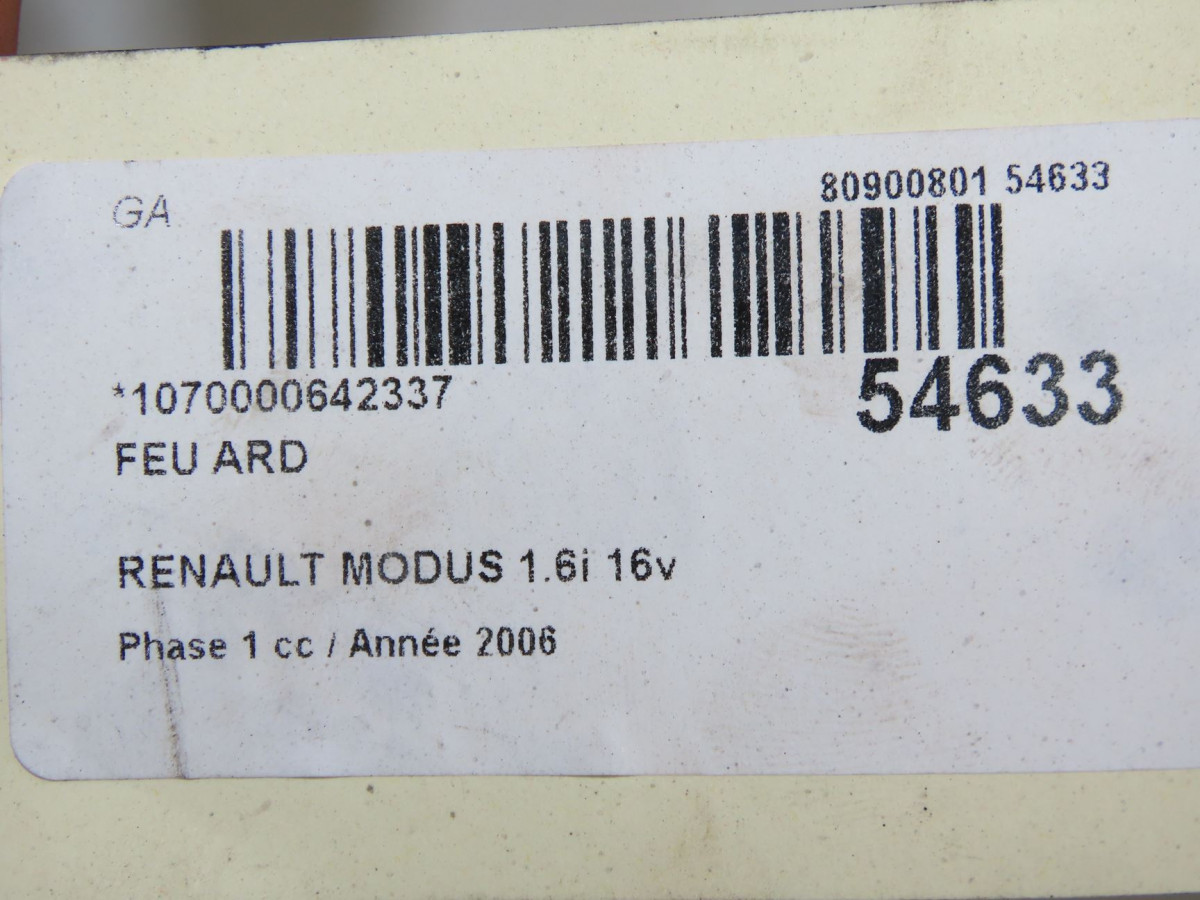 GA
80900801 54633
*1070000642337
54633
FEU ARD
RENAULT MODUS 1.6i 16v
Phase 1 cc / Année 2006